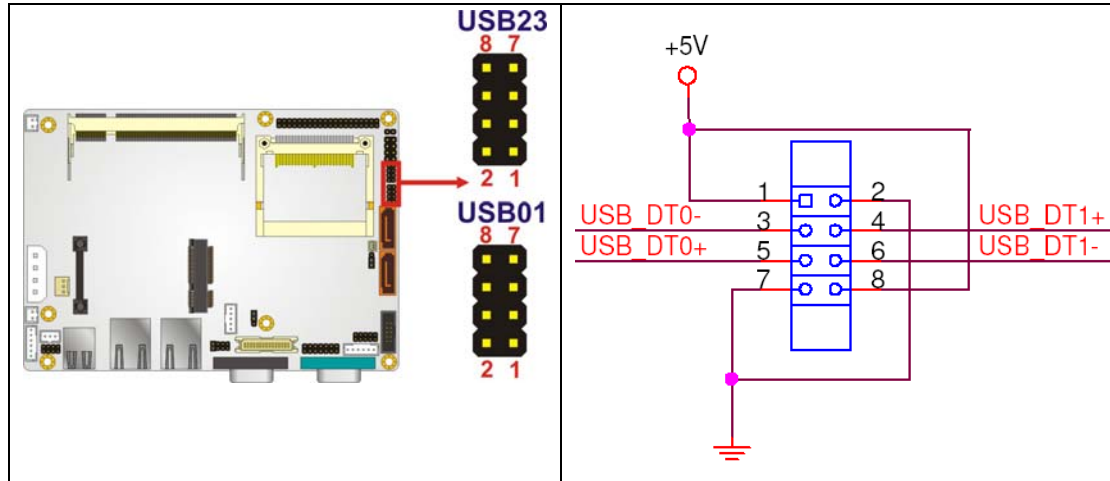 USB23
8 7
2 1
USB01
8 7
2 1
+5V
1 2
USB_DT0- 3 4 USB_DT1+
USB_DT0+ 5 6 USB_DT1-
7 8